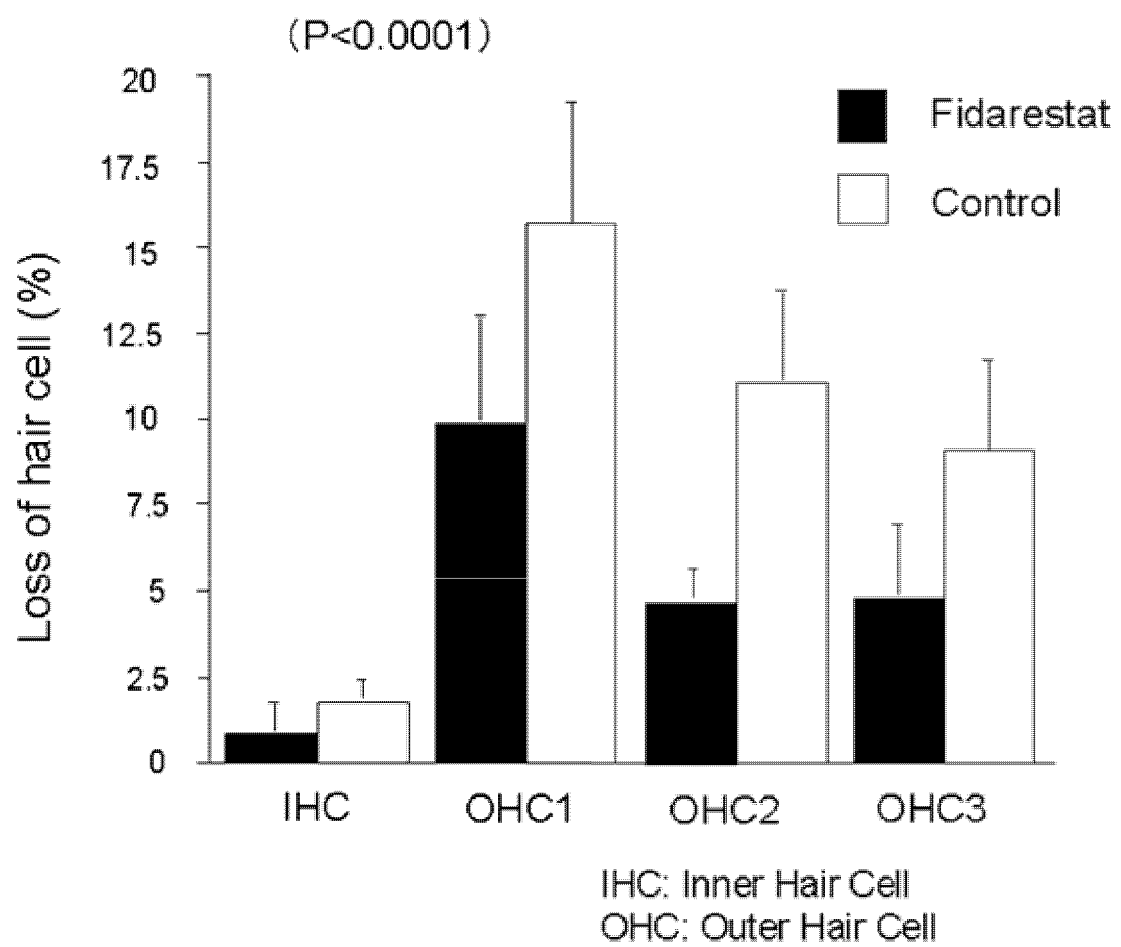 (P<0.0001)
Fidarestat
Control
Loss of hair cell (%)
20
17.5
15
12.5
10
7.5
5
2.5
0
IHC OHC1 OHC2 OHC3
IHC: Inner Hair Cell
OHC: Outer Hair Cell